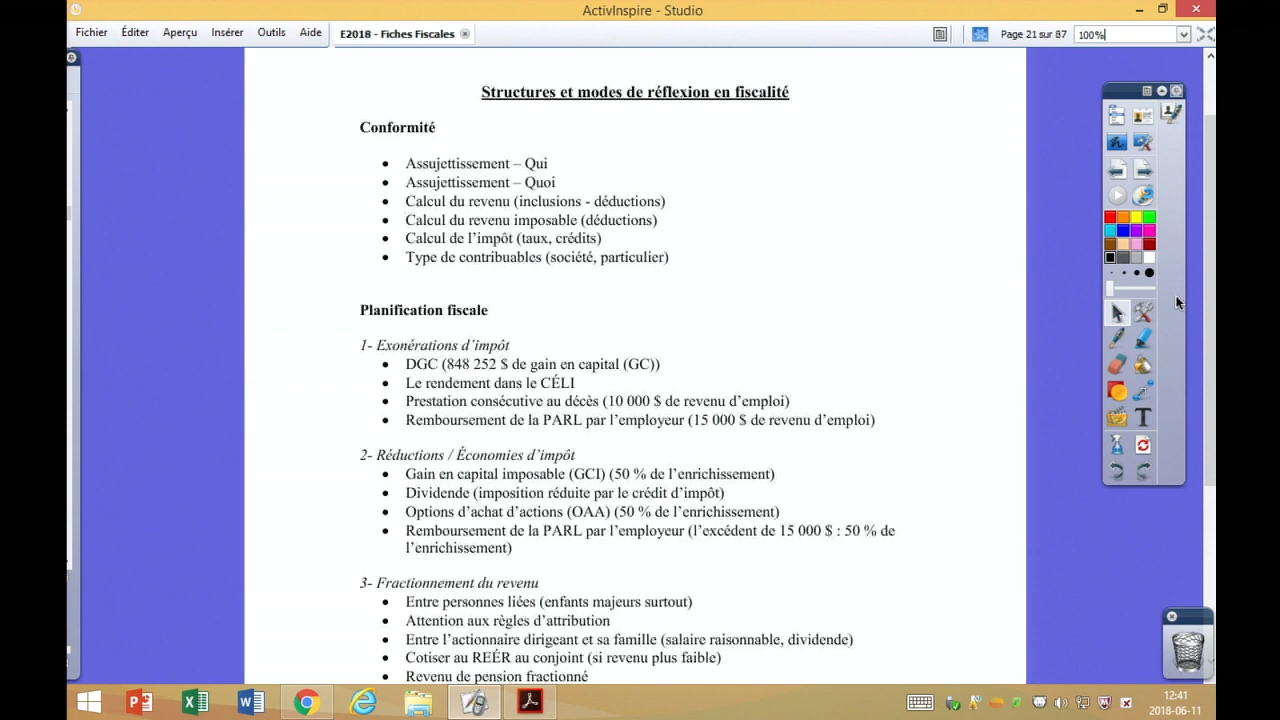 ActivInspire - Studio
Fichier Éditer Aperçu Insérer Outils Aide
E2018 - Fiches Fiscales
Page 21 sur 87
100%
Structures et modes de réflexion en fiscalité
Conformité
• Assujettissement – Qui
• Assujettissement – Quoi
• Calcul du revenu (inclusions - déductions)
• Calcul du revenu imposable (déductions)
• Calcul de l’impôt (taux, crédits)
• Type de contribuables (société, particulier)
Planification fiscale
1- Exonérations d’impôt
• DGC (848 252 $ de gain en capital (GC))
• Le rendement dans le CÉLI
• Prestation consécutive au décès (10 000 $ de revenu d’emploi)
• Remboursement de la PARL par l’employeur (15 000 $ de revenu d’emploi)
2- Réductions / Économies d’impôt
• Gain en capital imposable (GCI) (50 % de l’enrichissement)
• Dividende (imposition réduite par le crédit d’impôt)
• Options d’achat d’actions (OAA) (50 % de l’enrichissement)
• Remboursement de la PARL par l’employeur (l’excédent de 15 000 $ : 50 % de
l’enrichissement)
3- Fractionnement du revenu
• Entre personnes liées (enfants majeurs surtout)
• Attention aux règles d’attribution
• Entre l’actionnaire dirigeant et sa famille (salaire raisonnable, dividende)
• Cotiser au REÉR au conjoint (si revenu plus faible)
• Revenu de pension fractionné
12:41
2018-06-11